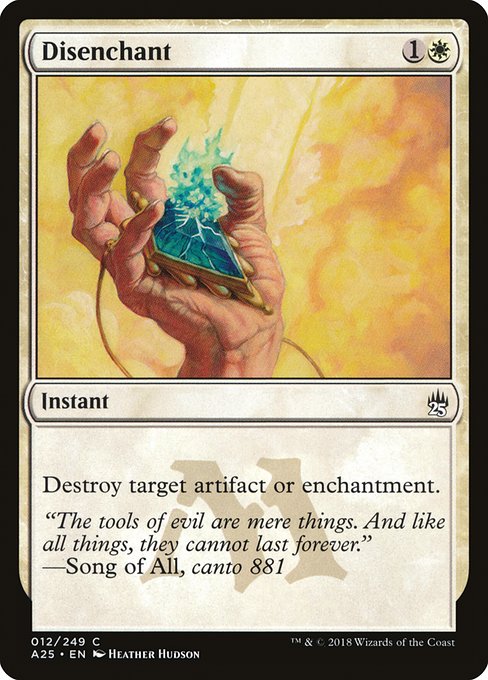 Disenchant 1
Instant
25
Destroy target artifact or enchantment.
“The tools of evil are mere things. And like
all things, they cannot last forever.”
—Song of All, canto 881
012/249 C
™ & © 2018 Wizards of the Coast
A25 • EN Heather Hudson